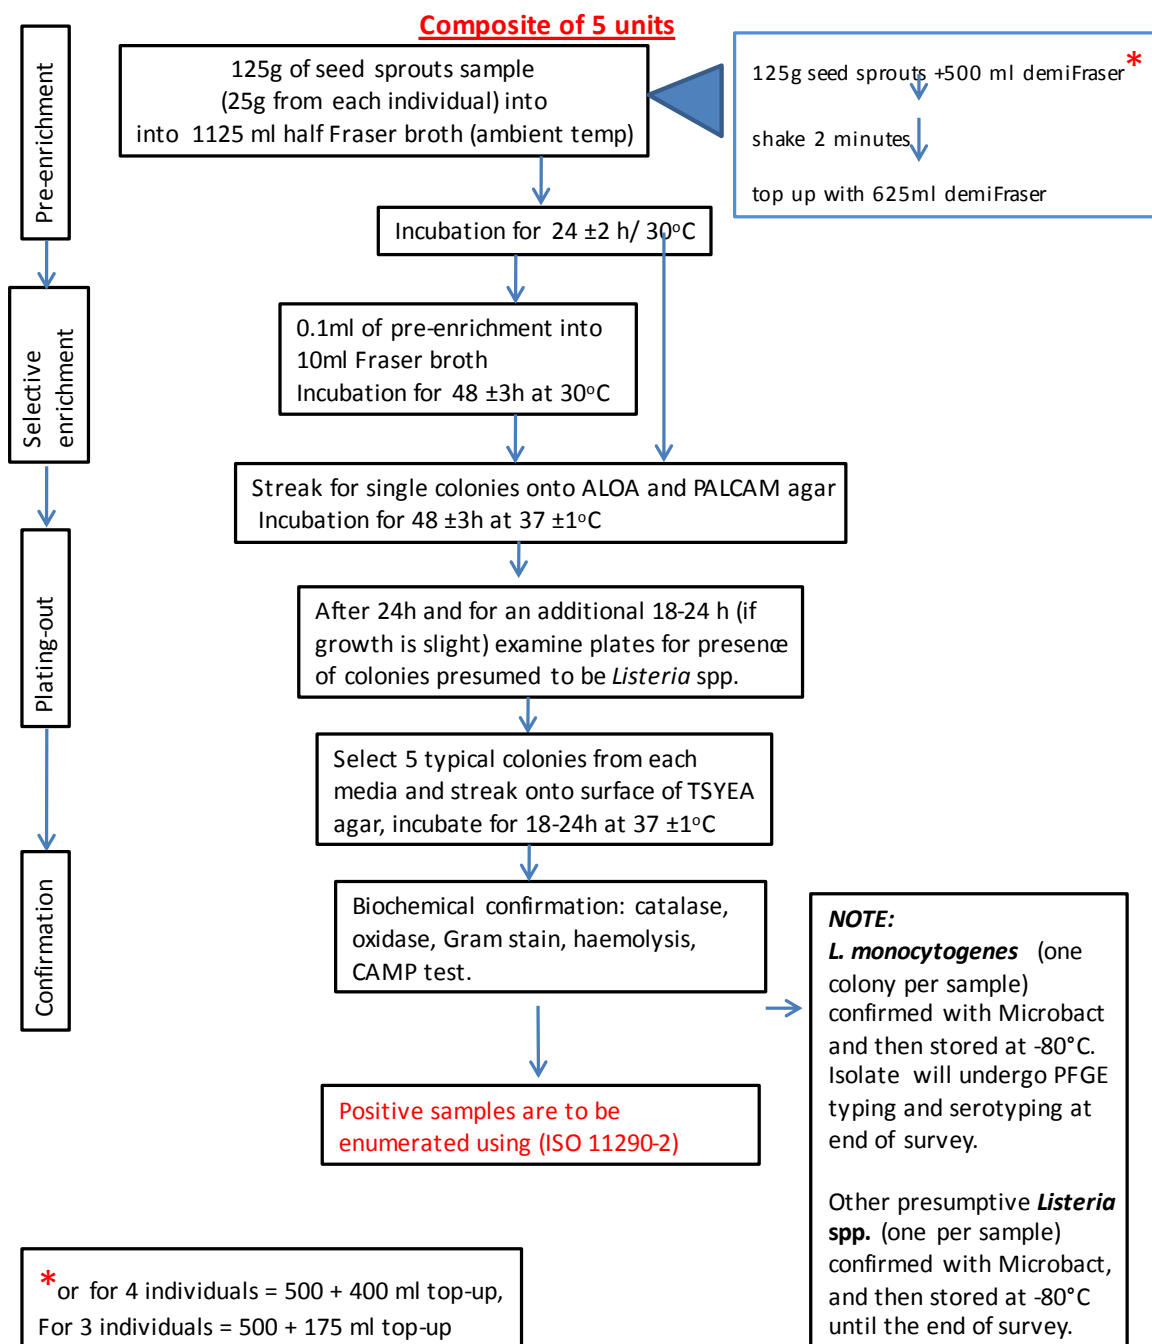 Composite of 5 units
125g of seed sprouts sample
(25g from each individual) into
into 1125 ml half Fraser broth (ambient temp)
125g seed sprouts +500 ml demiFraser*
shake 2 minutes
top up with 625ml demiFraser
Pre-enrichment
Incubation for 24 ±2 h/ 30°C
Selective
enrichment
0.1ml of pre-enrichment into
10ml Fraser broth
Incubation for 48 ±3h at 30°C
Streak for single colonies onto ALOA and PALCAM agar
Incubation for 48 ±3h at 37 ±1°C
Plating-out
After 24h and for an additional 18-24 h (if
growth is slight) examine plates for presence
of colonies presumed to be Listeria spp.
Select 5 typical colonies from each
media and streak onto surface of TSYEA
agar, incubate for 18-24h at 37 ±1°C
Confirmation
Biochemical confirmation: catalase,
oxidase, Gram stain, haemolysis,
CAMP test.
NOTE:
L. monocytogenes (one
colony per sample)
confirmed with Microbact
and then stored at -80°C.
Isolate will undergo PFGE
typing and serotyping at
end of survey.
Other presumptive Listeria
spp. (one per sample)
confirmed with Microbact,
and then stored at -80°C
until the end of survey.
Positive samples are to be
enumerated using (ISO 11290-2)
*or for 4 individuals = 500 + 400 ml top-up,
For 3 individuals = 500 + 175 ml top-up